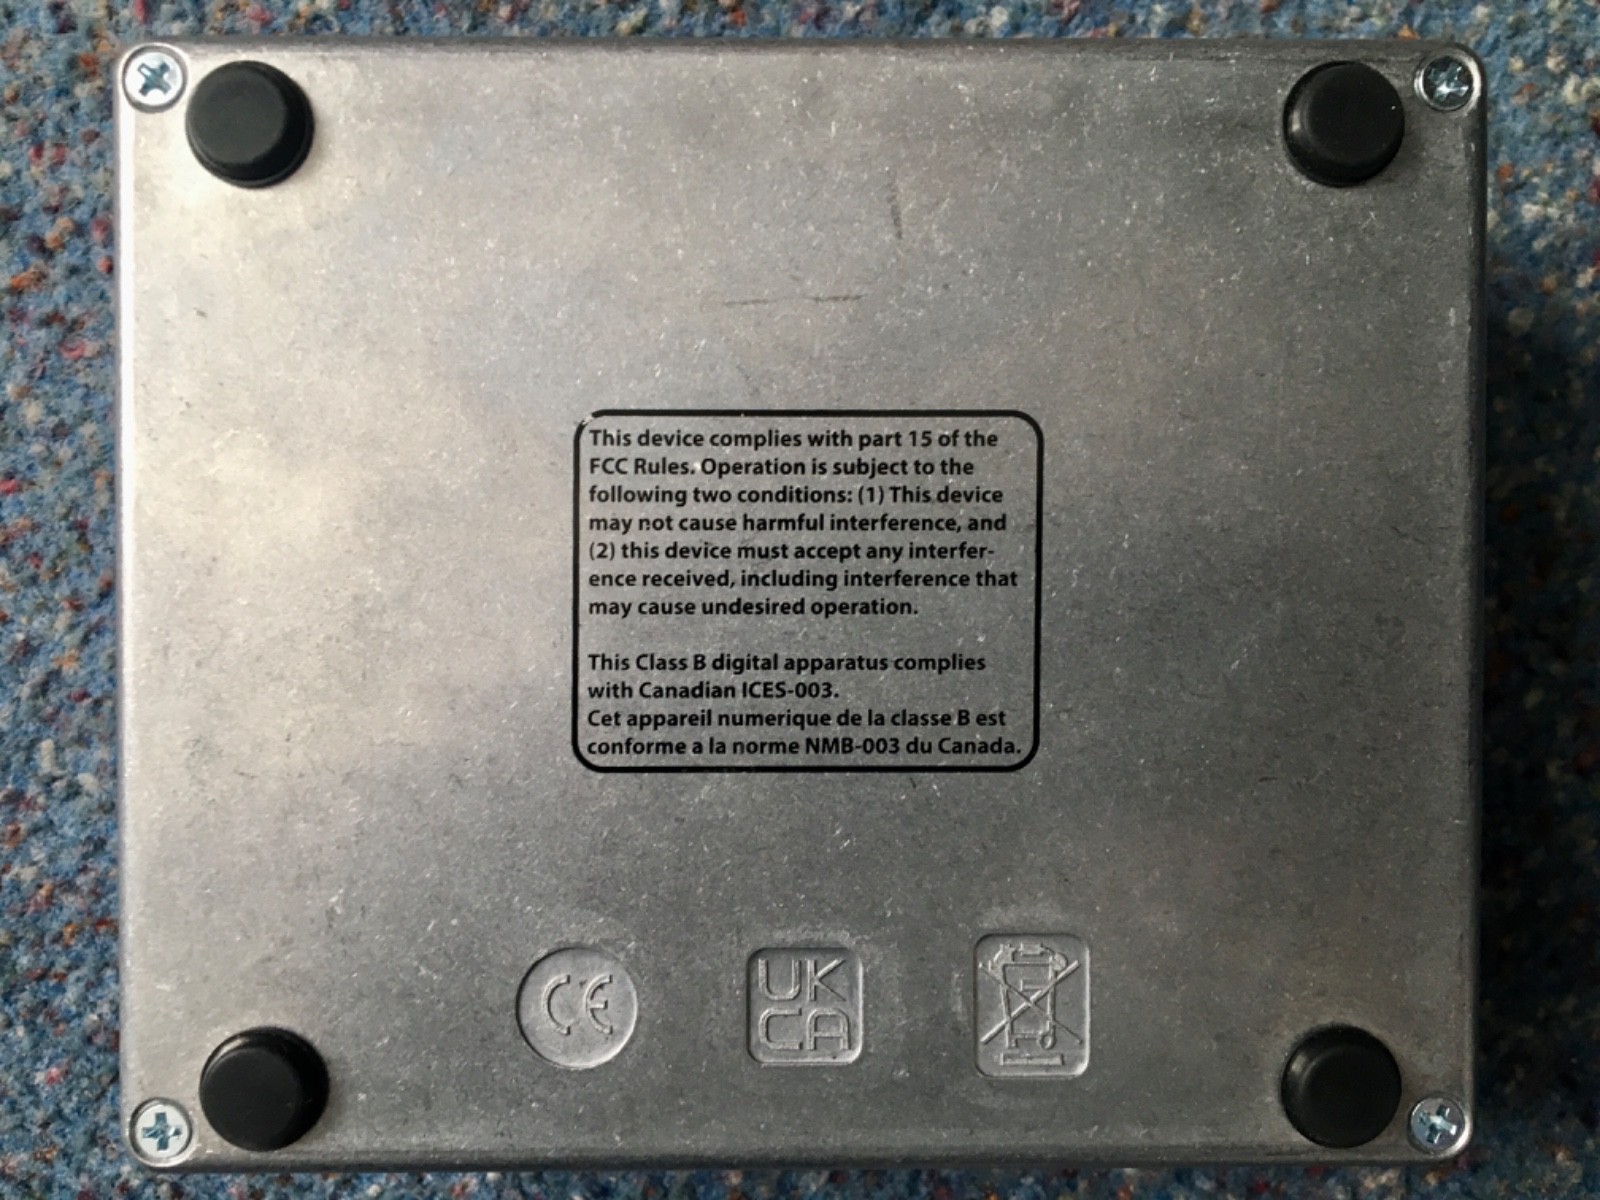 This device complies with part 15 of the
FCC Rules. Operation is subject to the
following two conditions: (1) This device
may not cause harmful interference, and
(2) this device must accept any interfer-
ence received, including interference that
may cause undesired operation.
This Class B digital apparatus complies
with Canadian ICES-003.
Cet appareil numerique de la classe B est
conforme a la norme NMB-003 du Canada.
CE
UK
CA